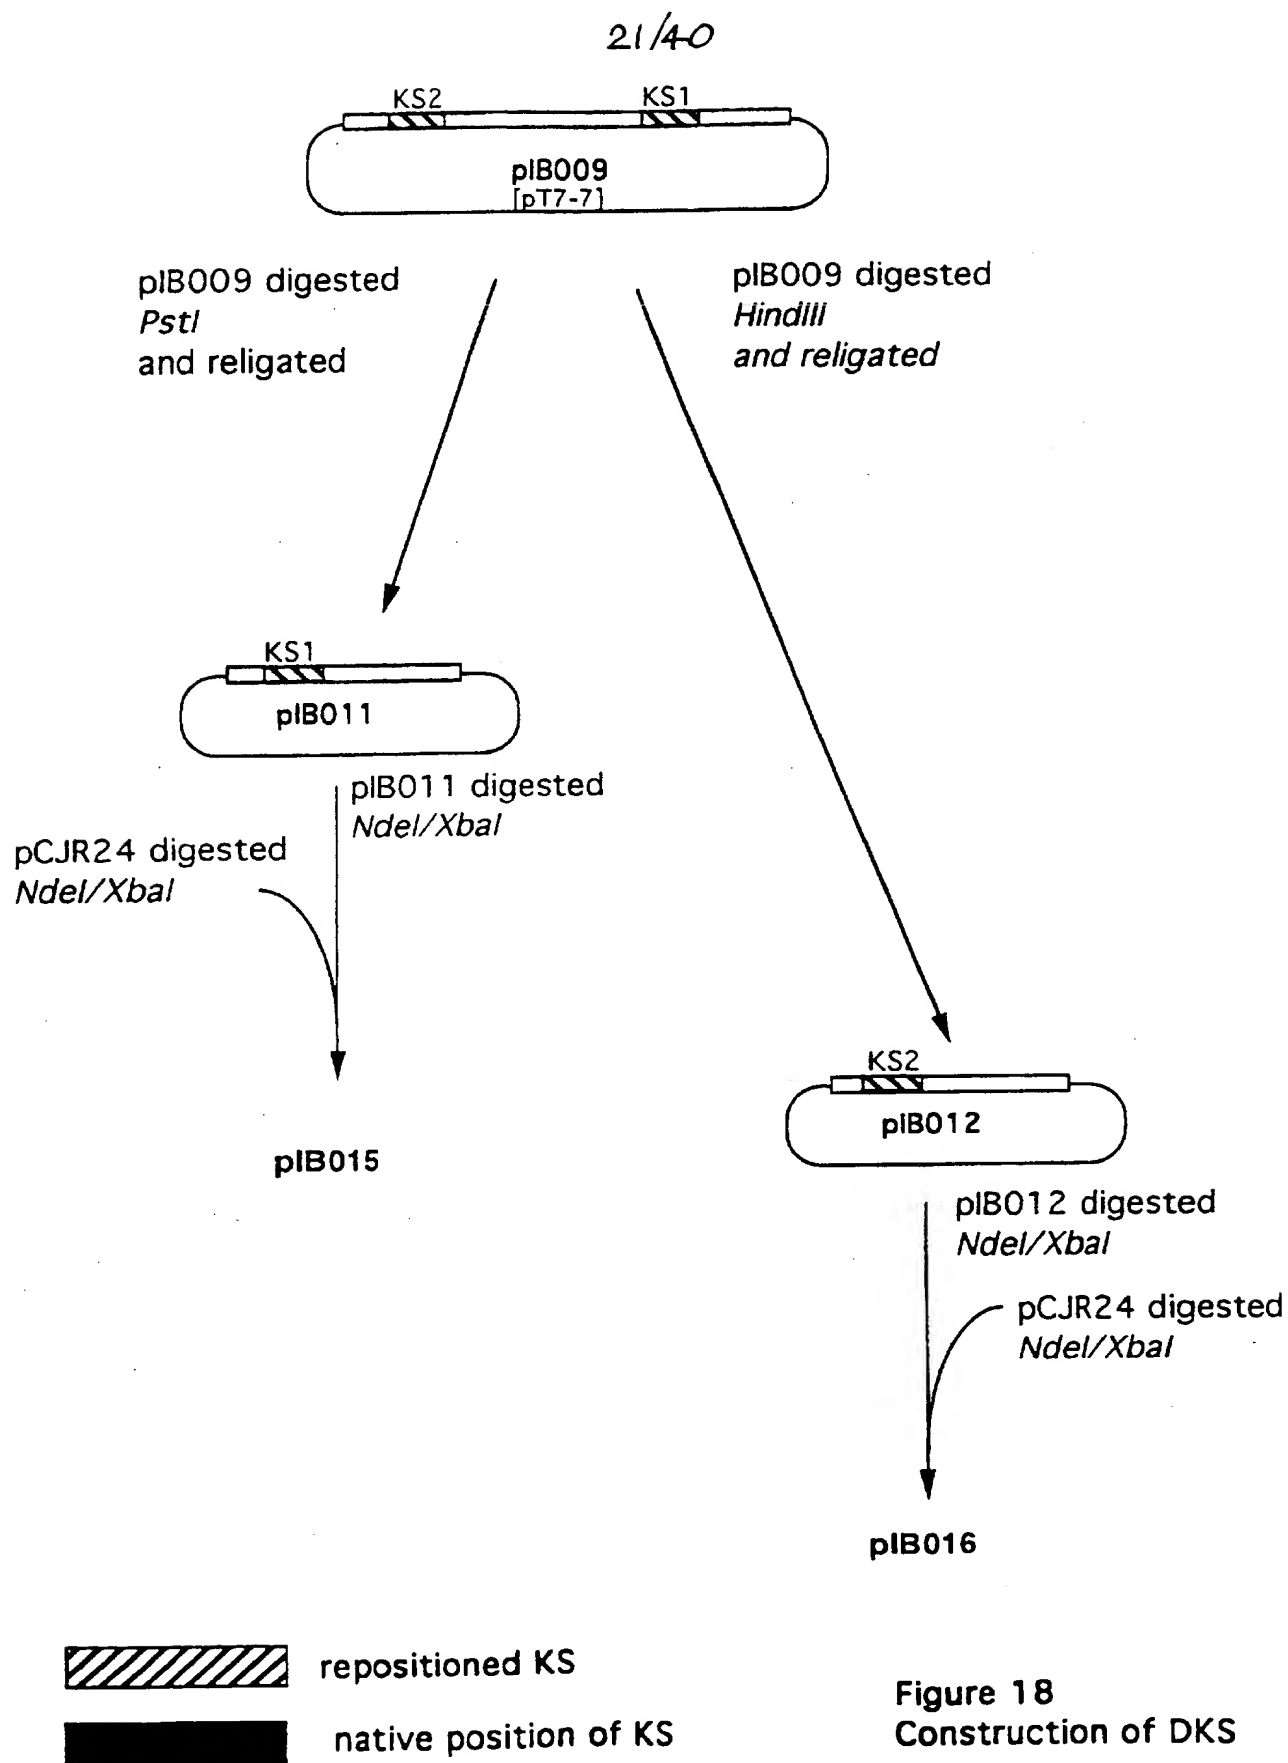 21/40
KS2 KS1
pIB009
[pT7-7]
pIB009 digested
PstI
and religated
pIB009 digested
HindIII
and religated
KS1
pIB011
pIB011 digested
NdeI/XbaI
pCJR24 digested
NdeI/XbaI
pIB015
KS2
pIB012
pIB012 digested
NdeI/XbaI
pCJR24 digested
NdeI/XbaI
pIB016
repositioned KS
native position of KS
Figure 18
Construction of DKS